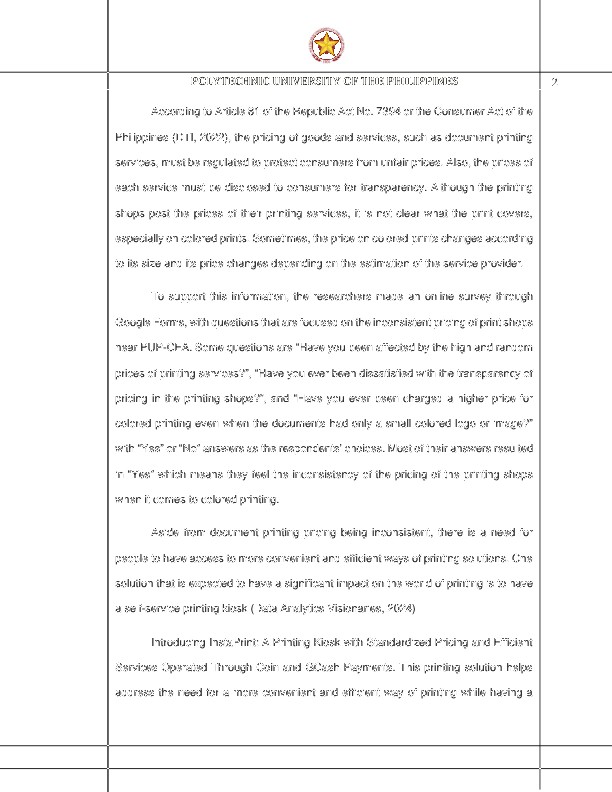 POLYTECHNIC UNIVERSITY OF THE PHILIPPINES
2
According to Article 81 of the Republic Act No. 7394 or the Consumer Act of the
Philippines (DTI, 2022), the pricing of goods and services, such as document printing
services, must be regulated to protect consumers from unfair prices. Also, the prices of
each service must be disclosed to consumers for transparency. Although the printing
shops post the prices of their printing services, it is not clear what the print covers,
especially on colored prints. Sometimes, the price on colored prints changes according
to its size and its price changes depending on the estimation of the service provider.
To support this information, the researchers made an online survey through
Google Forms, with questions that are focused on the inconsistent pricing of print shops
near PUP-CEA. Some questions are “Have you been affected by the high and random
prices of printing services?”, “Have you ever been dissatisfied with the transparency of
pricing in the printing shops?”, and “Have you ever been charged a higher price for
colored printing even when the documents had only a small colored logo or image?”
with “Yes” or “No” answers as the respondents’ choices. Most of their answers resulted
in “Yes” which means they feel the inconsistency of the pricing of the printing shops
when it comes to colored printing.
Aside from document printing pricing being inconsistent, there is a need for
people to have access to more convenient and efficient ways of printing solutions. One
solution that is expected to have a significant impact on the world of printing is to have
a self-service printing kiosk (Data Analytics Visionaries, 2024)
Introducing InstaPrint: A Printing Kiosk with Standardized Pricing and Efficient
Services Operated Through Coin and GCash Payments. This printing solution helps
address the need for a more convenient and efficient way of printing while having a